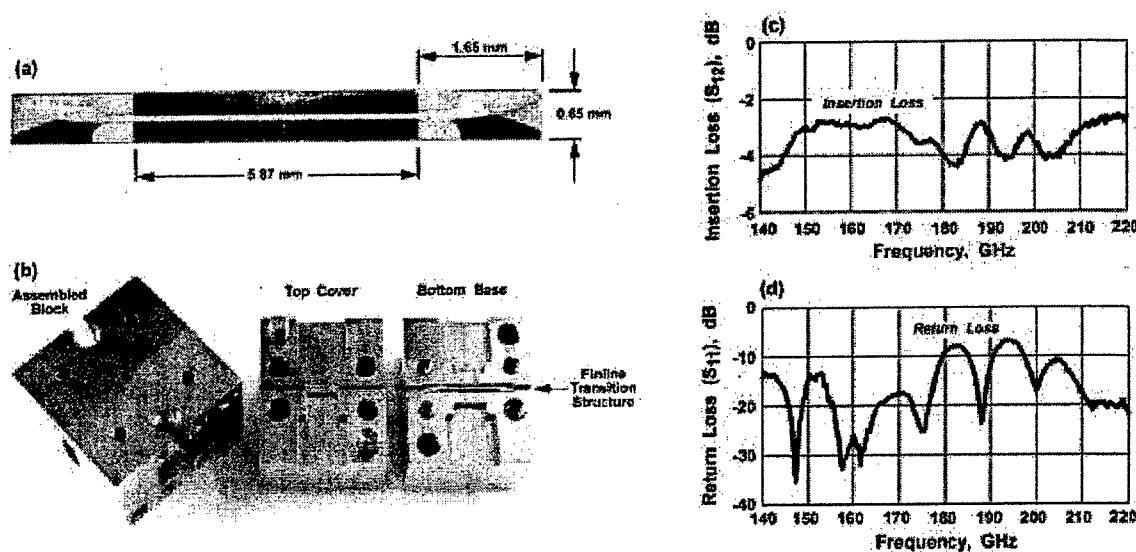 (a)
1.65 mm
0.65 mm
5.87 mm
(b)
Assembled
Block
Top Cover
Bottom Base
Finline
Transition
Structure
(c)
Insertion Loss (S12), dB
0
-2
-4
-6
Insertion Loss
140 150 160 170 180 190 200 210 220
Frequency, GHz
(d)
Return Loss (S11), dB
0
-10
-20
-30
-40
Return Loss
140 150 160 170 180 190 200 210 220
Frequency, GHz